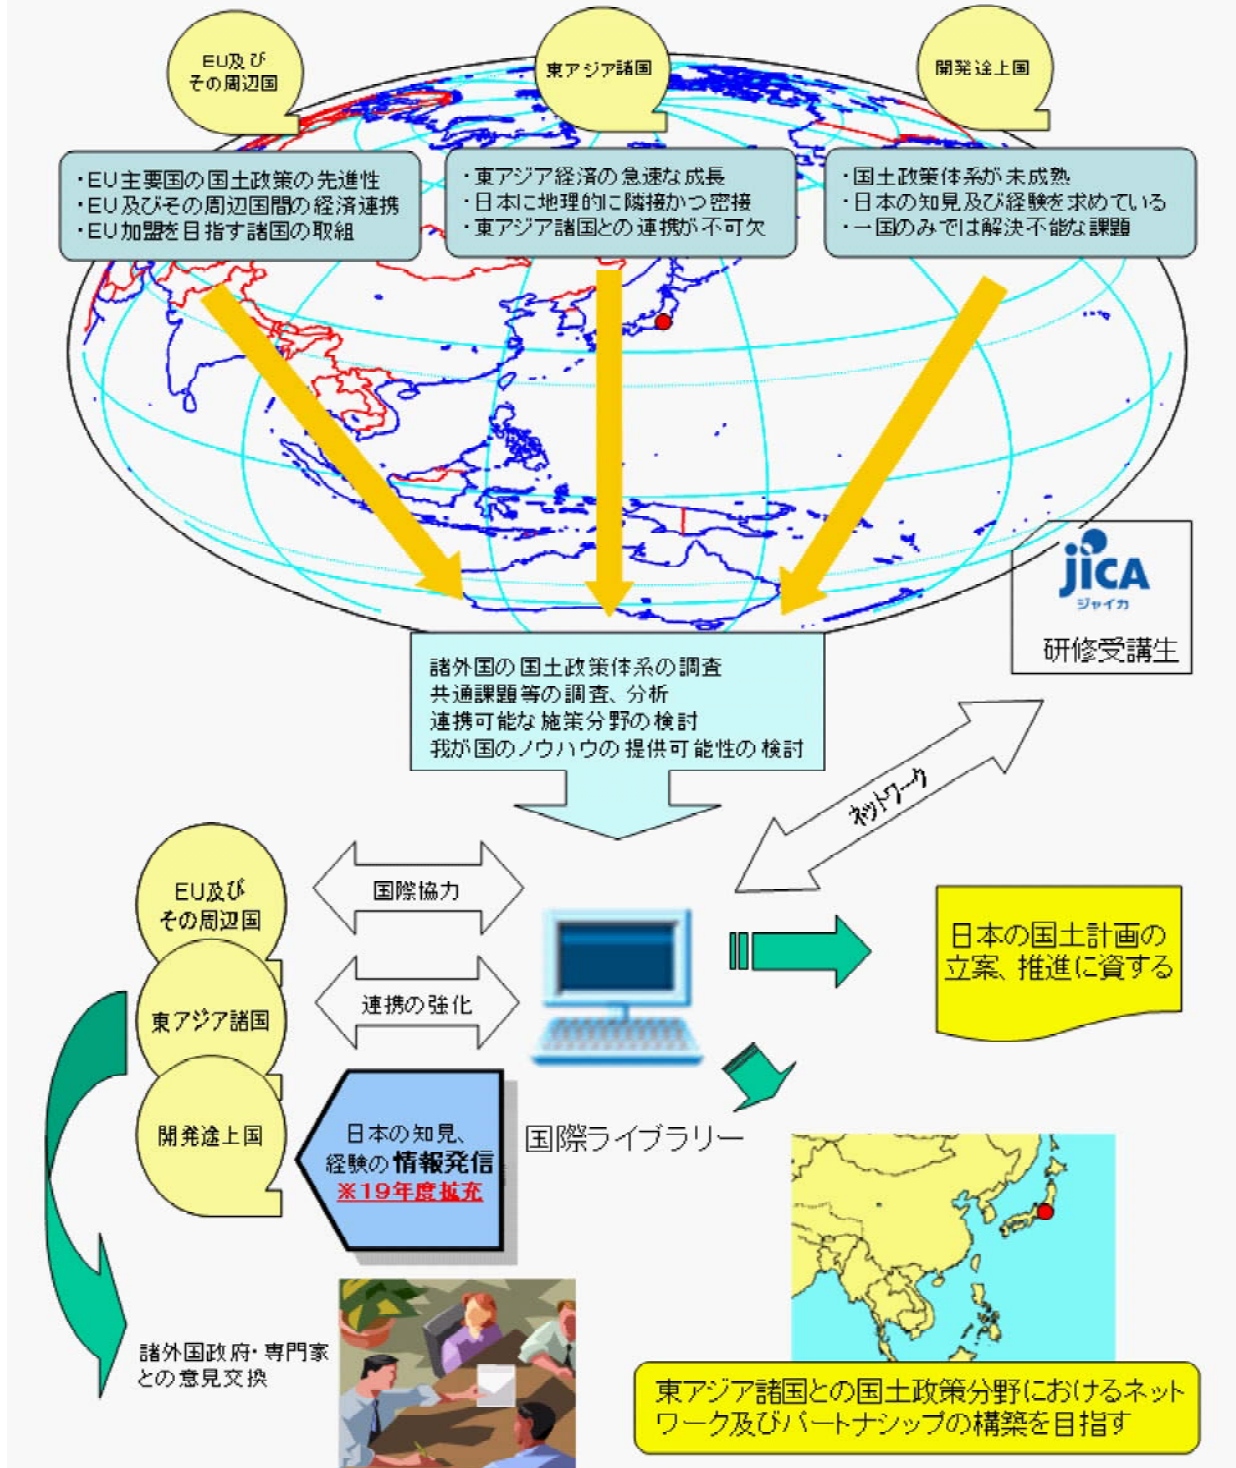 EU及び
その周辺国
東アジア諸国
開発途上国
・EU主要国の国土政策の先進性
・EU及びその周辺国間の経済連携
・EU加盟を目指す諸国の取組
・東アジア経済の急速な成長
・日本に地理的に隣接かつ密接
・東アジア諸国との連携が不可欠
・国土政策体系が未成熟
・日本の知見及び経験を求めている
・一国のみでは解決不能な課題
jICA
ジャイカ
研修受講生
諸外国の国土政策体系の調査
共通課題等の調査、分析
連携可能な施策分野の検討
我が国のノウハウの提供可能性の検討
ネットワーク
EU及び
その周辺国
国際協力
日本の国土計画の
立案、推進に資する
東アジア諸国
連携の強化
開発途上国
日本の知見、
経験の情報発信
※19年度拡充
国際ライブラリー
諸外国政府・専門家
との意見交換
東アジア諸国との国土政策分野におけるネット
ワーク及びパートナシップの構築を目指す